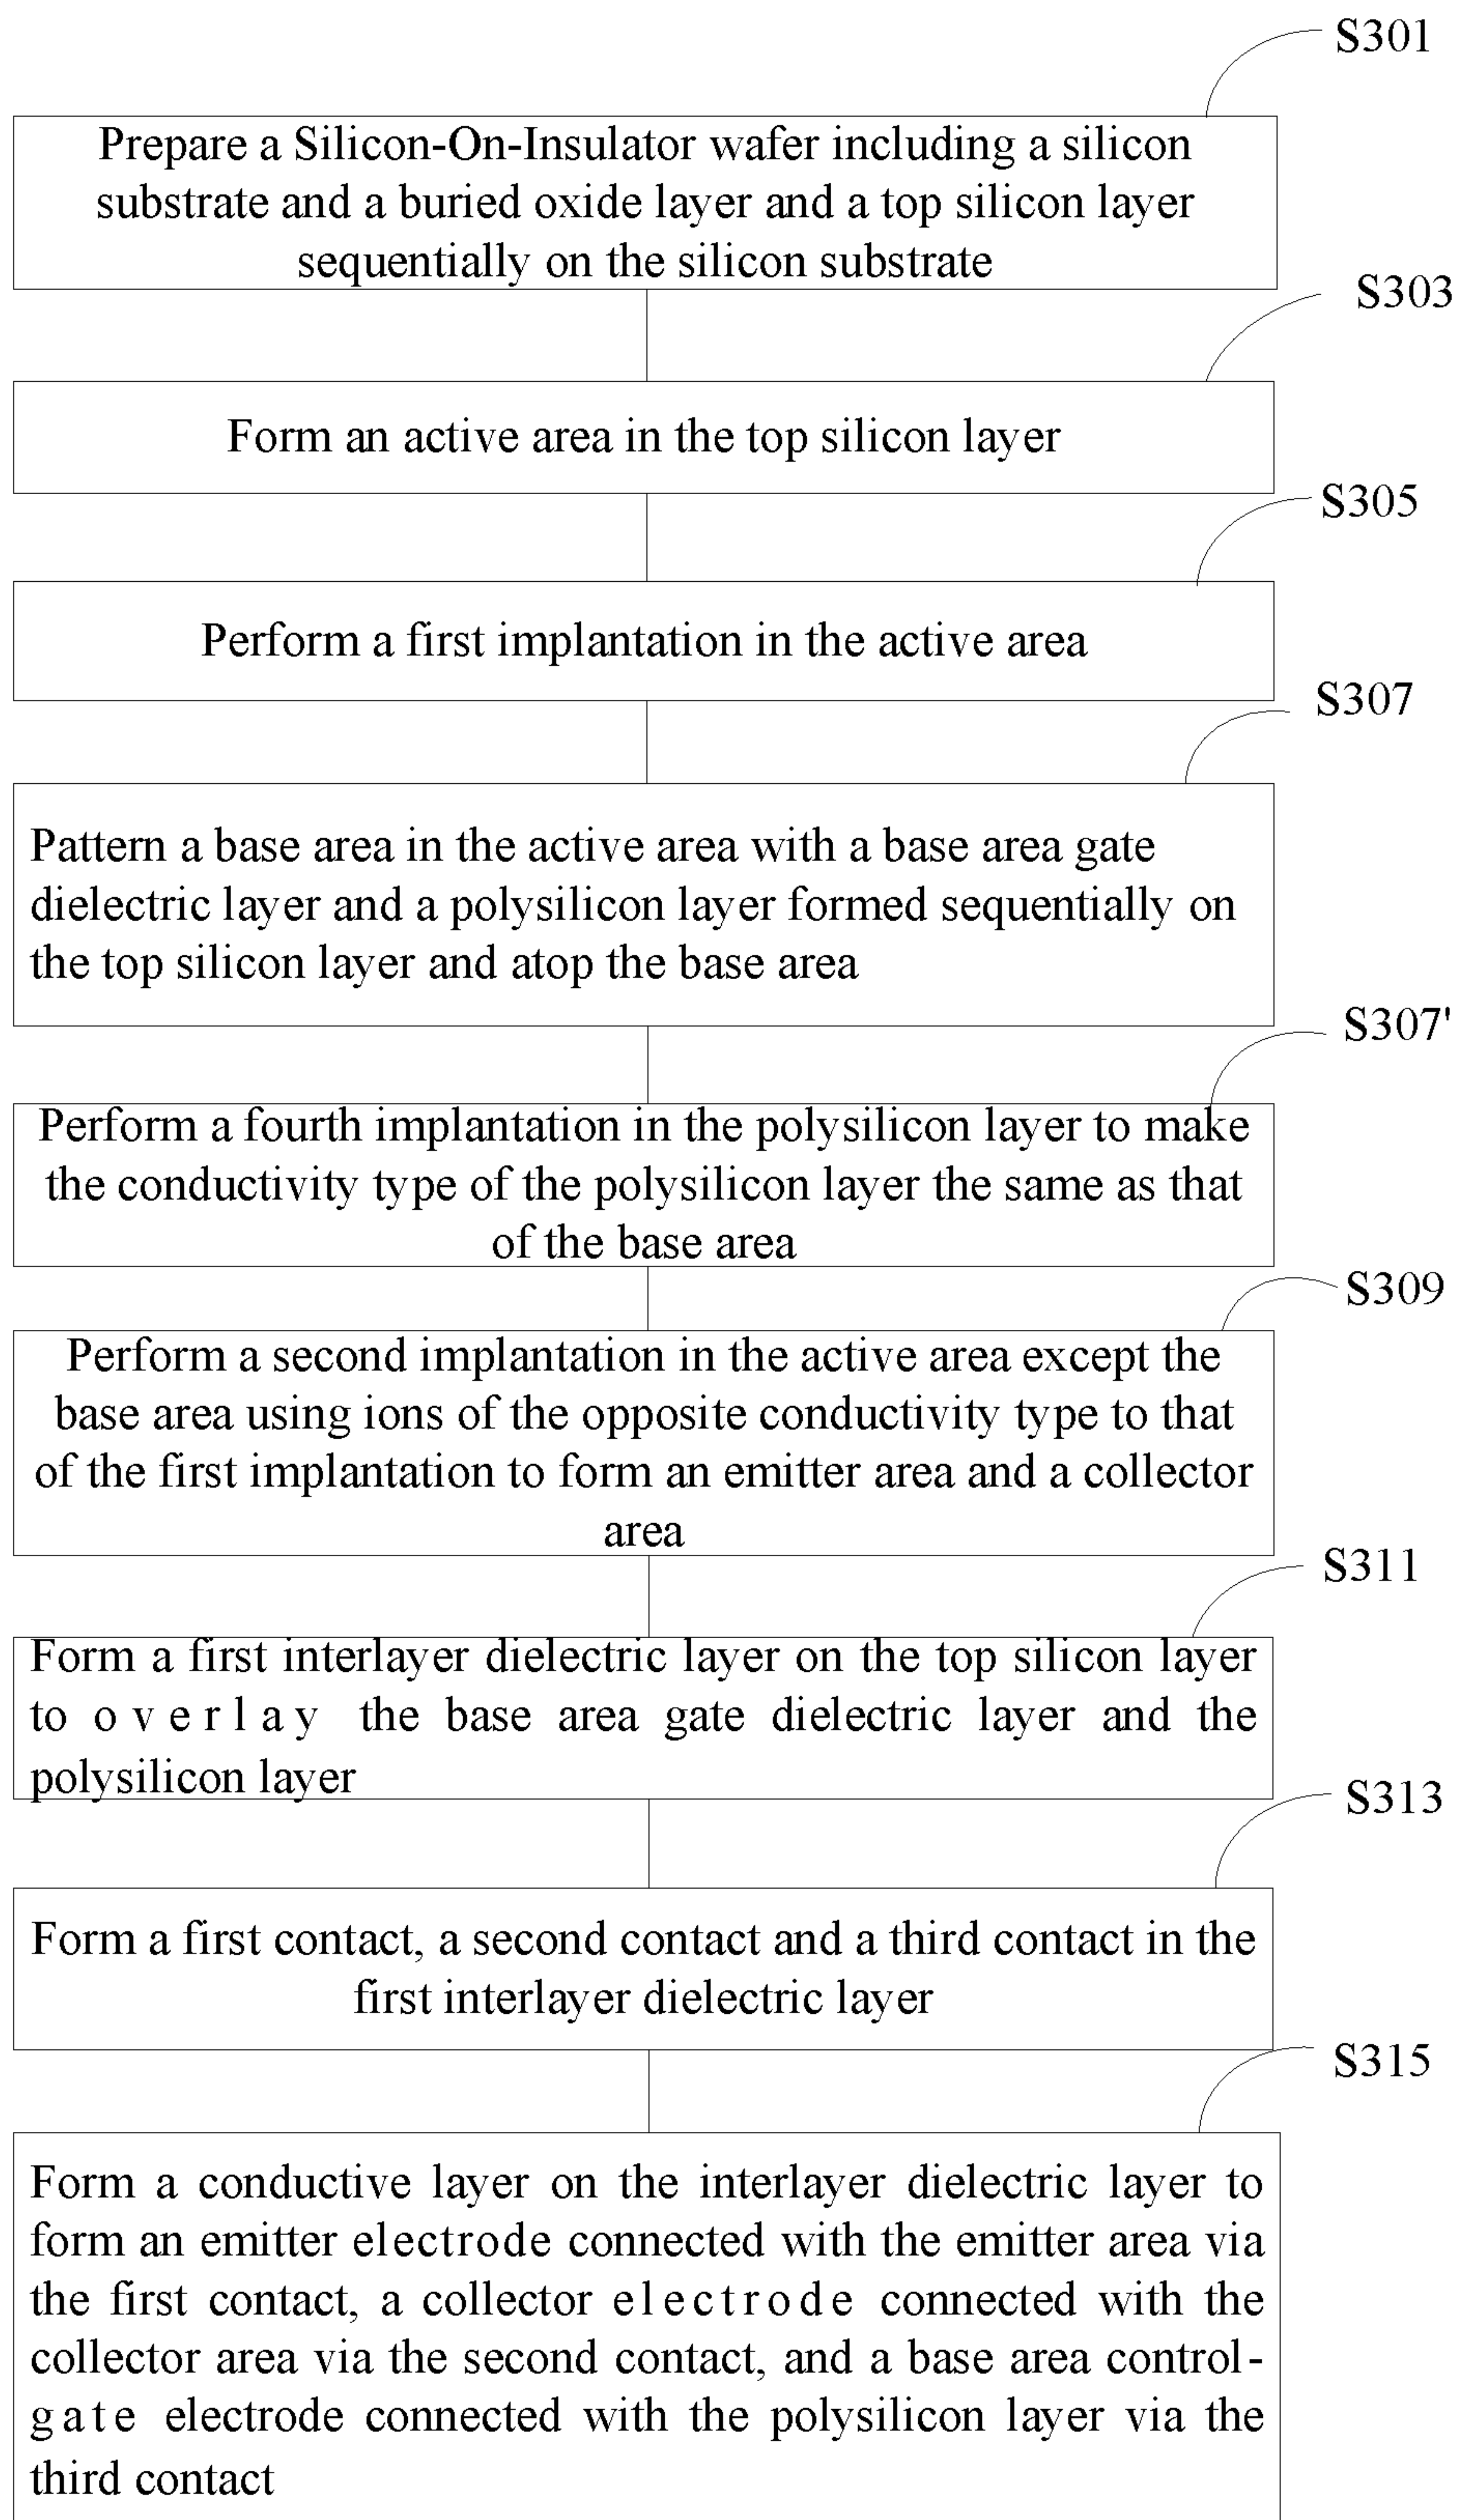 S301
Prepare a Silicon-On-Insulator wafer including a silicon
substrate and a buried oxide layer and a top silicon layer
sequentially on the silicon substrate
S303
Form an active area in the top silicon layer
S305
Perform a first implantation in the active area
S307
Pattern a base area in the active area with a base area gate
dielectric layer and a polysilicon layer formed sequentially on
the top silicon layer and atop the base area
S307'
Perform a fourth implantation in the polysilicon layer to make
the conductivity type of the polysilicon layer the same as that
of the base area
S309
Perform a second implantation in the active area except the
base area using ions of the opposite conductivity type to that
of the first implantation to form an emitter area and a collector
area
S311
Form a first interlayer dielectric layer on the top silicon layer
to overlay the base area gate dielectric layer and the
polysilicon layer
S313
Form a first contact, a second contact and a third contact in the
first interlayer dielectric layer
S315
Form a conductive layer on the interlayer dielectric layer to
form an emitter electrode connected with the emitter area via
the first contact, a collector electrode connected with the
collector area via the second contact, and a base area control-
gate electrode connected with the polysilicon layer via the
third contact